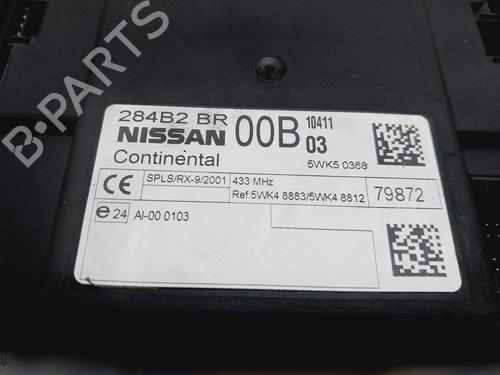 284B2 BR 00B 10411
NISSAN 03
Continental 5WK5 0368
CE SPLS/RX-9/2001 433 MHz 79872
Ref:5WK4 8883/5WK4 8812
e 24 AI-00 0103
B-PARTS